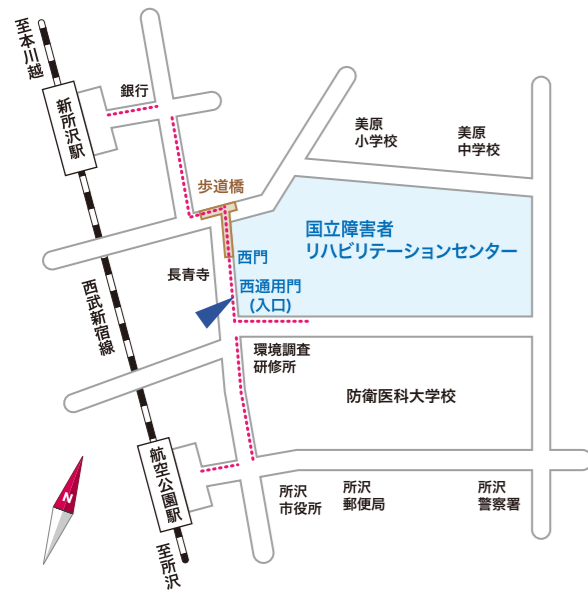 至本川越
銀行
新所沢駅
美原
小学校
美原
中学校
歩道橋
国立障害者
リハビリテーションセンター
西門
長青寺
西通用門
(入口)
西武新宿線
環境調査
研修所
防衛医科大学校
航空公園駅
所沢
市役所
所沢
郵便局
所沢
警察署
N
至所沢